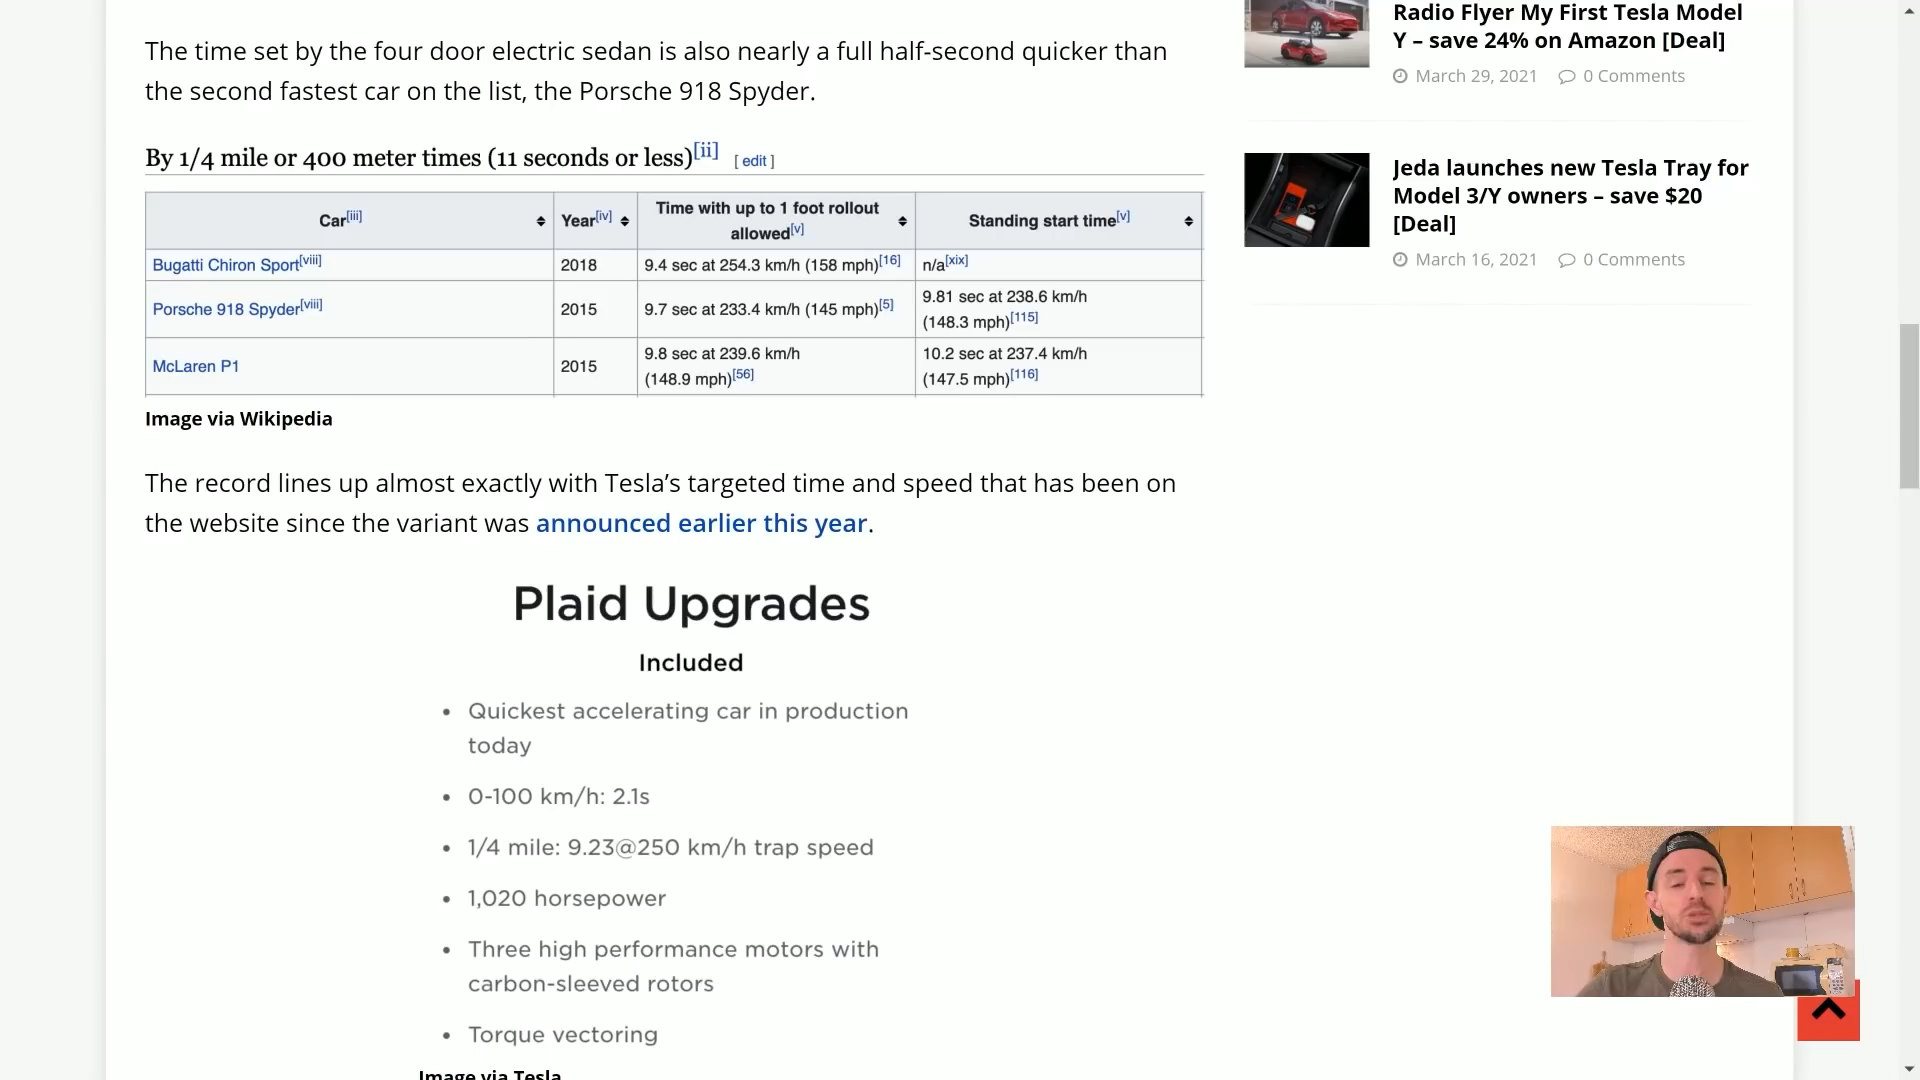 The time set by the four door electric sedan is also nearly a full half-second quicker than
the second fastest car on the list, the Porsche 918 Spyder.
By 1/4 mile or 400 meter times (11 seconds or less)[ii] [ edit ]
Car[iii]
Year[iv]
Time with up to 1 foot rollout
allowed[v]
Standing start time[v]
Bugatti Chiron Sport[viii]
2018
9.4 sec at 254.3 km/h (158 mph)[16]
n/a[xix]
Porsche 918 Spyder[viii]
2015
9.7 sec at 233.4 km/h (145 mph)[5]
9.81 sec at 238.6 km/h
(148.3 mph)[115]
McLaren P1
2015
9.8 sec at 239.6 km/h
(148.9 mph)[56]
10.2 sec at 237.4 km/h
(147.5 mph)[116]
Image via Wikipedia
The record lines up almost exactly with Tesla’s targeted time and speed that has been on
the website since the variant was announced earlier this year.
Plaid Upgrades
Included
• Quickest accelerating car in production
today
• 0-100 km/h: 2.1s
• 1/4 mile: 9.23@250 km/h trap speed
• 1,020 horsepower
• Three high performance motors with
carbon-sleeved rotors
• Torque vectoring
Image via Tesla
Radio Flyer My First Tesla Model
Y – save 24% on Amazon [Deal]
March 29, 2021 0 Comments
Jeda launches new Tesla Tray for
Model 3/Y owners – save $20
[Deal]
March 16, 2021 0 Comments